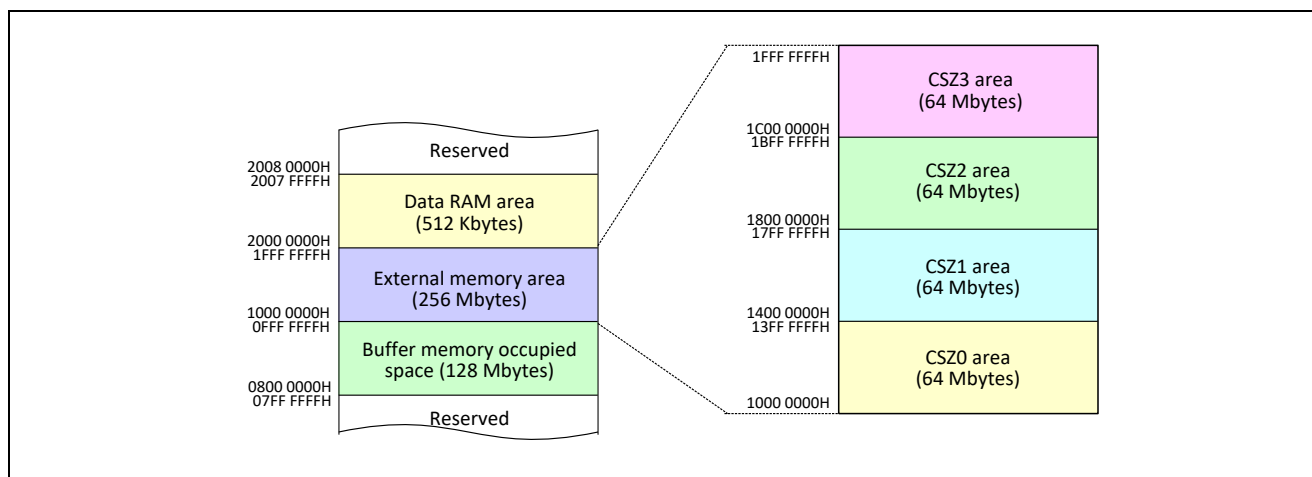 Reserved
2008 0000H
2007 FFFFH
Data RAM area
(512 Kbytes)
2000 0000H
1FFF FFFFH
External memory area
(256 Mbytes)
1000 0000H
0FFF FFFFH
Buffer memory occupied
space (128 Mbytes)
0800 0000H
07FF FFFFH
Reserved
1FFF FFFFH
CSZ3 area
(64 Mbytes)
1C00 0000H
1BFF FFFFH
CSZ2 area
(64 Mbytes)
1800 0000H
17FF FFFFH
CSZ1 area
(64 Mbytes)
1400 0000H
13FF FFFFH
CSZ0 area
(64 Mbytes)
1000 0000H